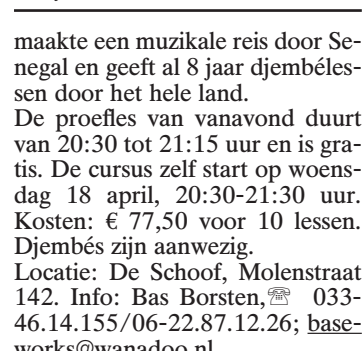 maakte een muzikale reis door Se-
negal en geeft al 8 jaar djembéles-
sen door het hele land.
De proefles van vanavond duurt
van 20:30 tot 21:15 uur en is gra-
tis. De cursus zelf start op woens-
dag 18 april, 20:30-21:30 uur.
Kosten: € 77,50 voor 10 lessen.
Djembés zijn aanwezig.
Locatie: De Schoof, Molenstraat
142. Info: Bas Borsten,☏ 033-
46.14.155/06-22.87.12.26; base-
works@wanadoo.nl